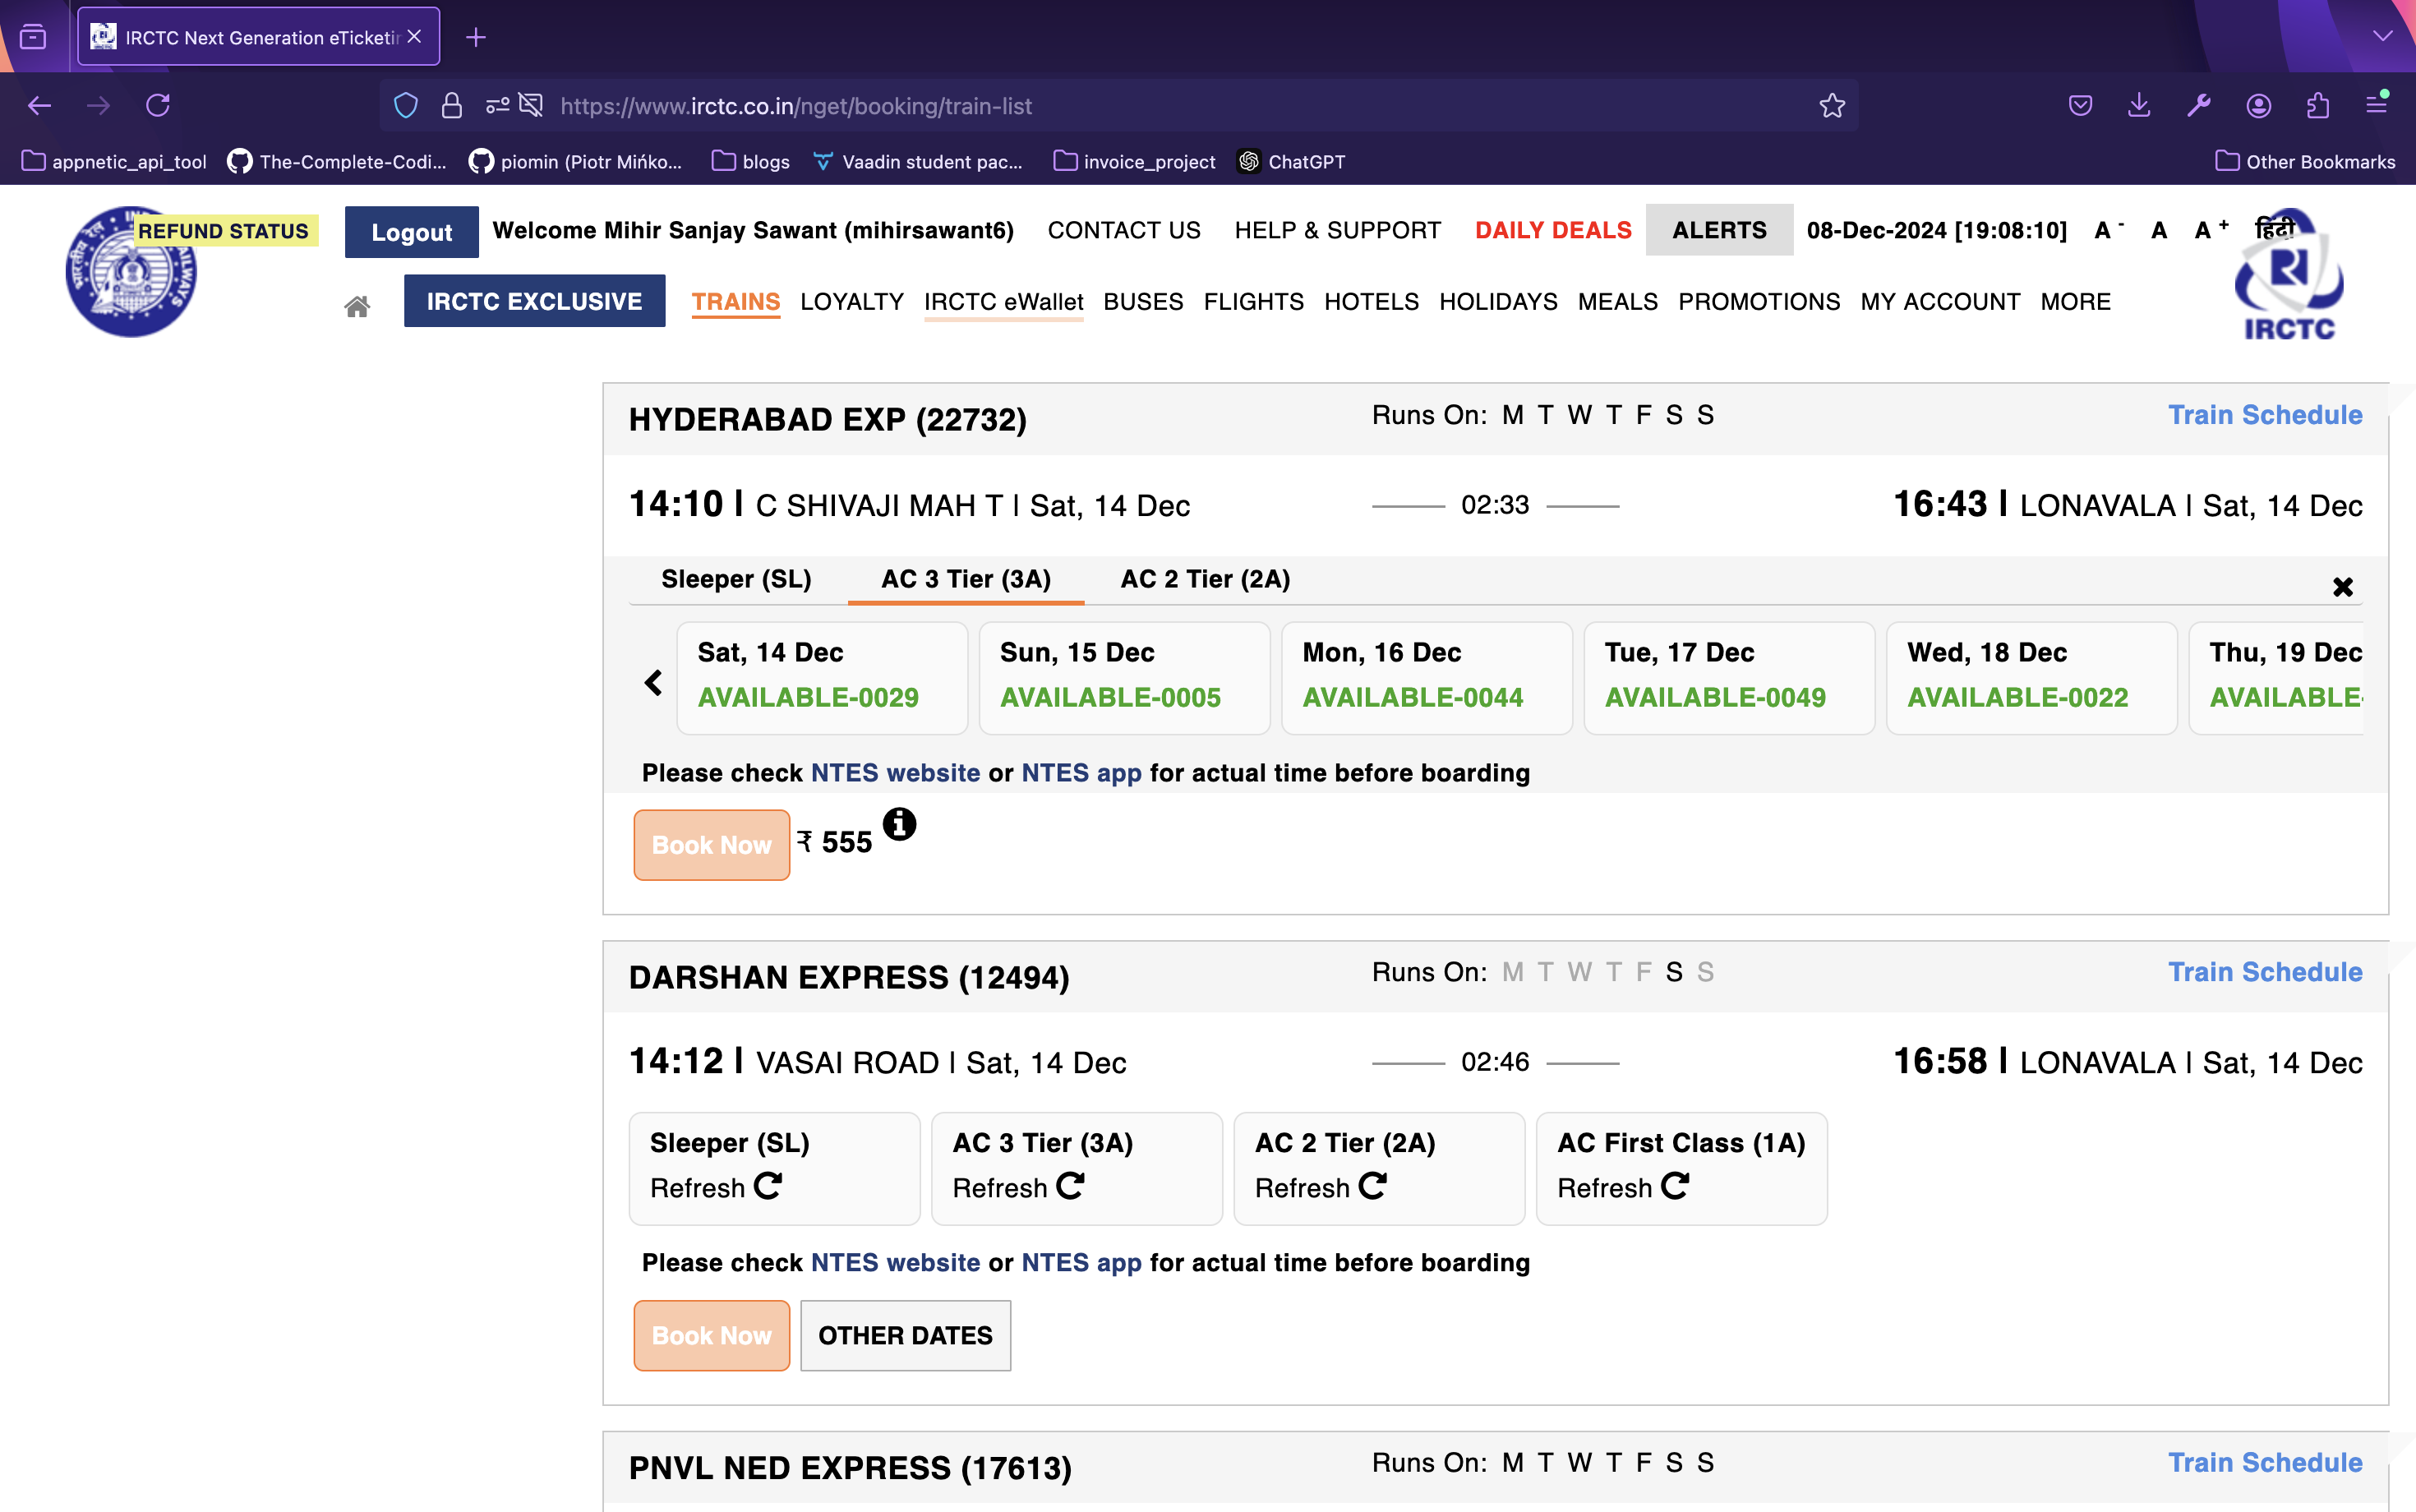 IRCTC Next Generation eTicketin
https://www.irctc.co.in/nget/booking/train-list
appnetic_api_tool The-Complete-Codi... piomin (Piotr Mińko... blogs Vaadin student pac... invoice_project ChatGPT Other Bookmarks
REFUND STATUS Logout Welcome Mihir Sanjay Sawant (mihirsawant6) CONTACT US HELP & SUPPORT DAILY DEALS ALERTS 08-Dec-2024 [19:08:10] A - A A + हिंदी
IRCTC EXCLUSIVE TRAINS LOYALTY IRCTC eWallet BUSES FLIGHTS HOTELS HOLIDAYS MEALS PROMOTIONS MY ACCOUNT MORE
IRCTC
HYDERABAD EXP (22732) Runs On: M T W T F S S Train Schedule
14:10 | C SHIVAJI MAH T | Sat, 14 Dec 02:33 16:43 | LONAVALA | Sat, 14 Dec
Sleeper (SL) AC 3 Tier (3A) AC 2 Tier (2A)
Sat, 14 Dec Sun, 15 Dec Mon, 16 Dec Tue, 17 Dec Wed, 18 Dec Thu, 19 Dec
AVAILABLE-0029 AVAILABLE-0005 AVAILABLE-0044 AVAILABLE-0049 AVAILABLE-0022 AVAILABLE-
Please check NTES website or NTES app for actual time before boarding
Book Now ₹ 555
DARSHAN EXPRESS (12494) Runs On: M T W T F S S Train Schedule
14:12 | VASAI ROAD | Sat, 14 Dec 02:46 16:58 | LONAVALA | Sat, 14 Dec
Sleeper (SL) AC 3 Tier (3A) AC 2 Tier (2A) AC First Class (1A)
Refresh Refresh Refresh Refresh
Please check NTES website or NTES app for actual time before boarding
Book Now OTHER DATES
PNVL NED EXPRESS (17613) Runs On: M T W T F S S Train Schedule